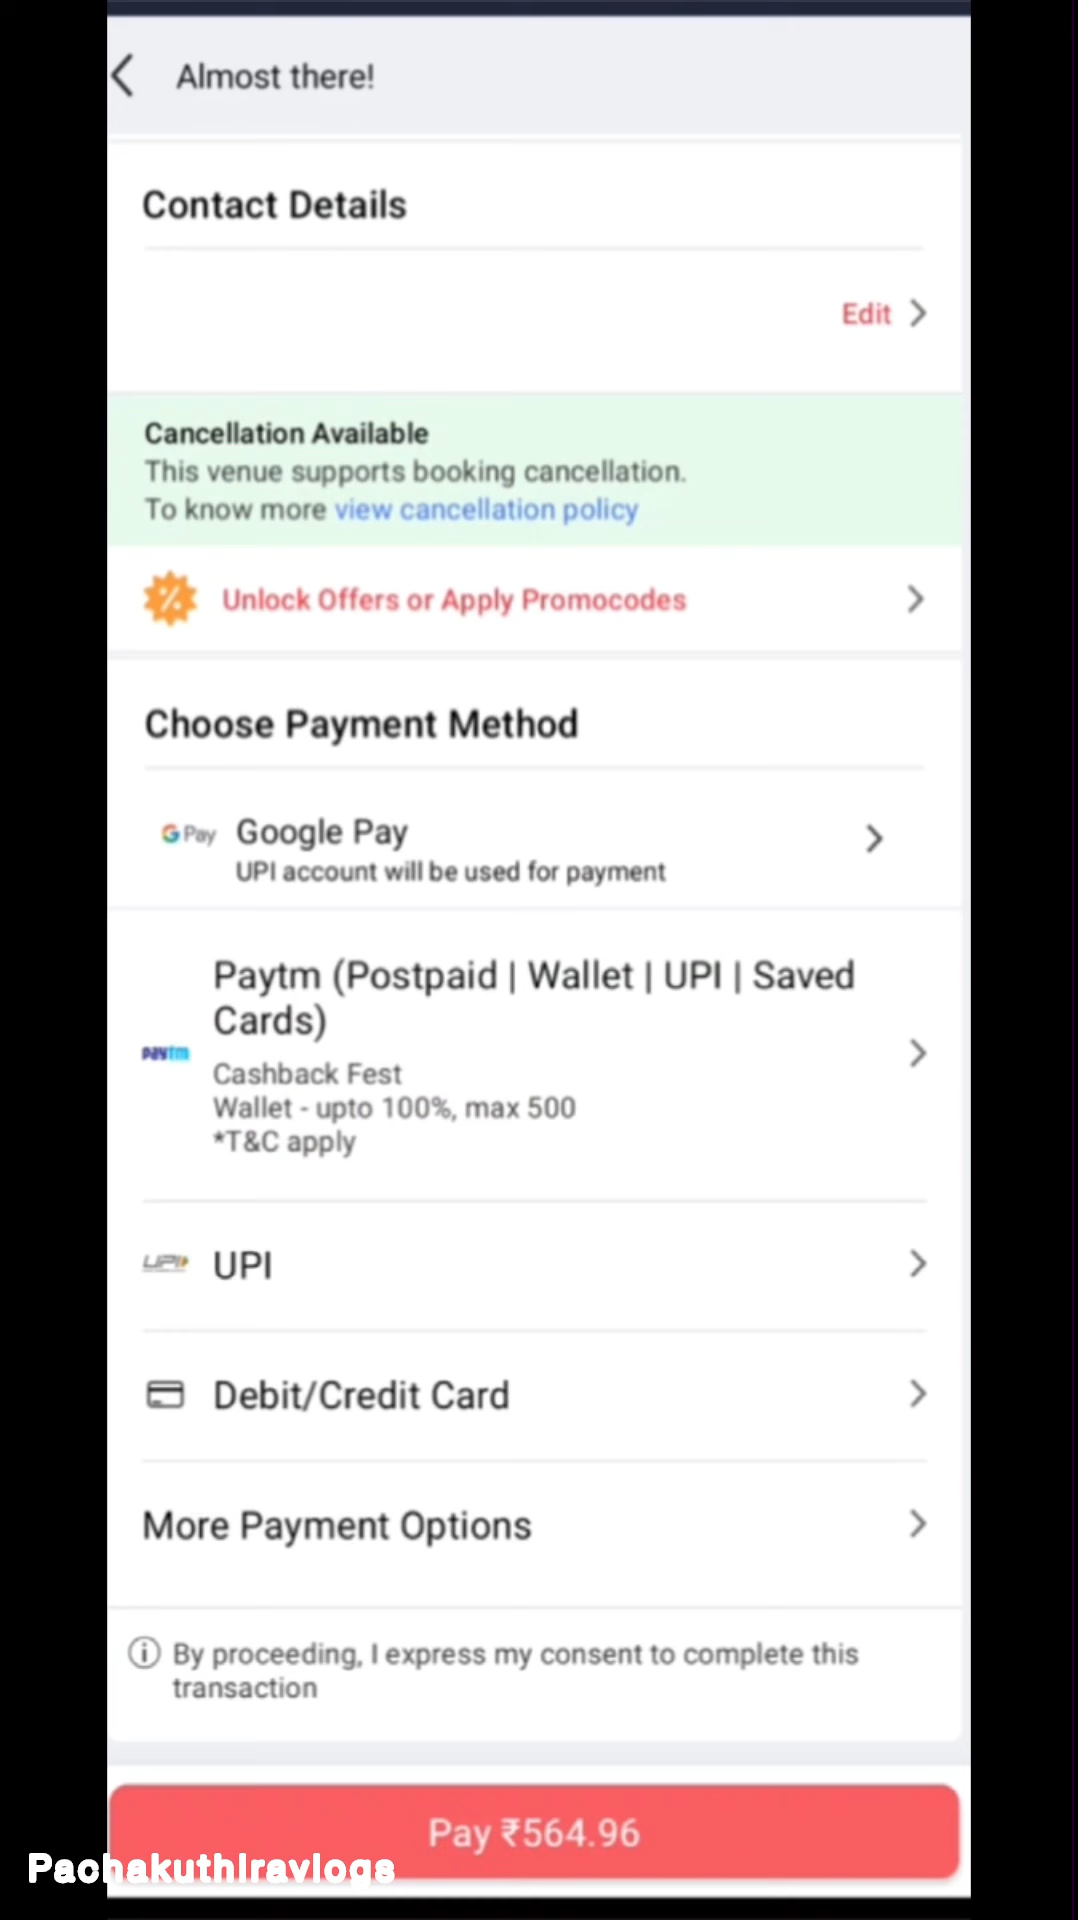 Almost there!
Contact Details
Edit
Cancellation Available
This venue supports booking cancellation.
To know more view cancellation policy
Unlock Offers or Apply Promocodes
Choose Payment Method
G Pay Google Pay
UPI account will be used for payment
Paytm (Postpaid | Wallet | UPI | Saved
Cards)
paytm
Cashback Fest
Wallet - upto 100%, max 500
*T&C apply
UPI UPI
Debit/Credit Card
More Payment Options
By proceeding, I express my consent to complete this
transaction
Pay ₹564.96
Pachakuthiravlogs